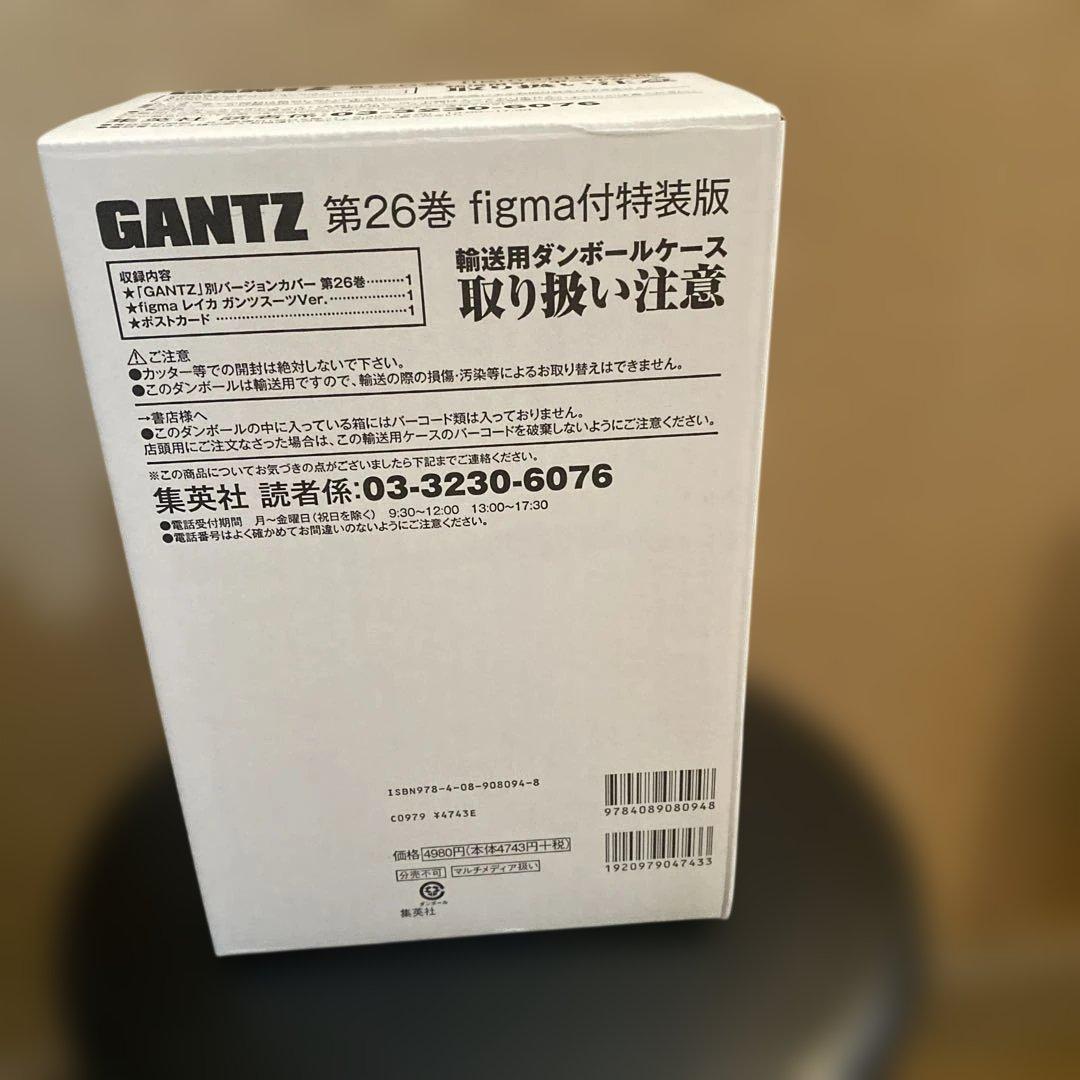 03-3230-6076
GANTZ 第26巻 figma付特装版
収録内容
★「GANTZ」別バージョンカバー 第26巻………1
★figma レイカ ガンツスーツVer.………………1
★ポストカード………………………………………1
輸送用ダンボールケース
取り扱い注意
⚠ご注意
●カッター等での開封は絶対しないで下さい。
●このダンボールは輸送用ですので、輸送の際の損傷・汚染等によるお取り替えはできません。
→書店様へ
●このダンボールの中に入っている箱にはバーコード類は入っておりません。
店頭用にご注文なさった場合は、この輸送用ケースのバーコードを破棄しないようにご注意ください。
※この商品についてお気づきの点がございましたら下記までご連絡ください。
集英社 読者係:03-3230-6076
●電話受付期間 月〜金曜日(祝日を除く) 9:30〜12:00 13:00〜17:30
●電話番号はよく確かめてお間違いのないようにご注意ください。
ISBN978-4-08-908094-8
C0979 ¥4743E
9784089080948
価格 4980円(本体4743円+税)
1920979047433
分売不可 マルチメディア扱い
ダンボール
集英社